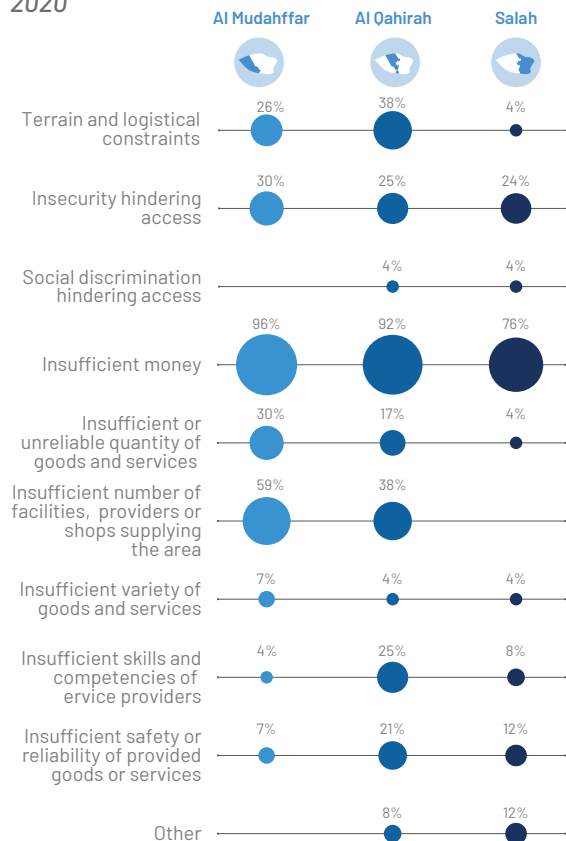 2020
Al Mudahffar Al Qahirah Salah
26% 38% 4%
Terrain and logistical
constraints
30% 25% 24%
Insecurity hindering
access
4% 4%
Social discrimination
hindering access
96% 92% 76%
Insufficient money
30% 17% 4%
Insufficient or
unreliable quantity of
goods and services
59% 38%
Insufficient number of
facilities, providers or
shops supplying
the area
7% 4% 4%
Insufficient variety of
goods and services
4% 25% 8%
Insufficient skills and
competencies of
ervice providers
7% 21% 12%
Insufficient safety or
reliability of provided
goods or services
8% 12%
Other